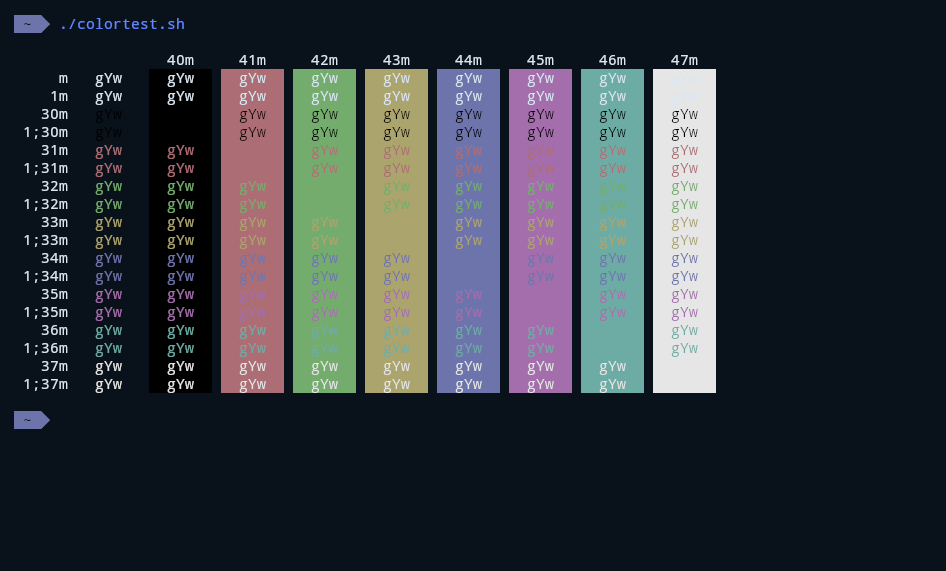 ~ ./colortest.sh
40m 41m 42m 43m 44m 45m 46m 47m
m gYw gYw gYw gYw gYw gYw gYw gYw
1m gYw gYw gYw gYw gYw gYw gYw gYw
30m gYw gYw gYw gYw gYw gYw gYw gYw
1;30m gYw gYw gYw gYw gYw gYw gYw gYw
31m gYw gYw gYw gYw gYw gYw gYw gYw
1;31m gYw gYw gYw gYw gYw gYw gYw gYw
32m gYw gYw gYw gYw gYw gYw gYw gYw
1;32m gYw gYw gYw gYw gYw gYw gYw gYw
33m gYw gYw gYw gYw gYw gYw gYw gYw
1;33m gYw gYw gYw gYw gYw gYw gYw gYw
34m gYw gYw gYw gYw gYw gYw gYw gYw
1;34m gYw gYw gYw gYw gYw gYw gYw gYw
35m gYw gYw gYw gYw gYw gYw gYw gYw
1;35m gYw gYw gYw gYw gYw gYw gYw gYw
36m gYw gYw gYw gYw gYw gYw gYw gYw
1;36m gYw gYw gYw gYw gYw gYw gYw gYw
37m gYw gYw gYw gYw gYw gYw gYw gYw
1;37m gYw gYw gYw gYw gYw gYw gYw gYw
~